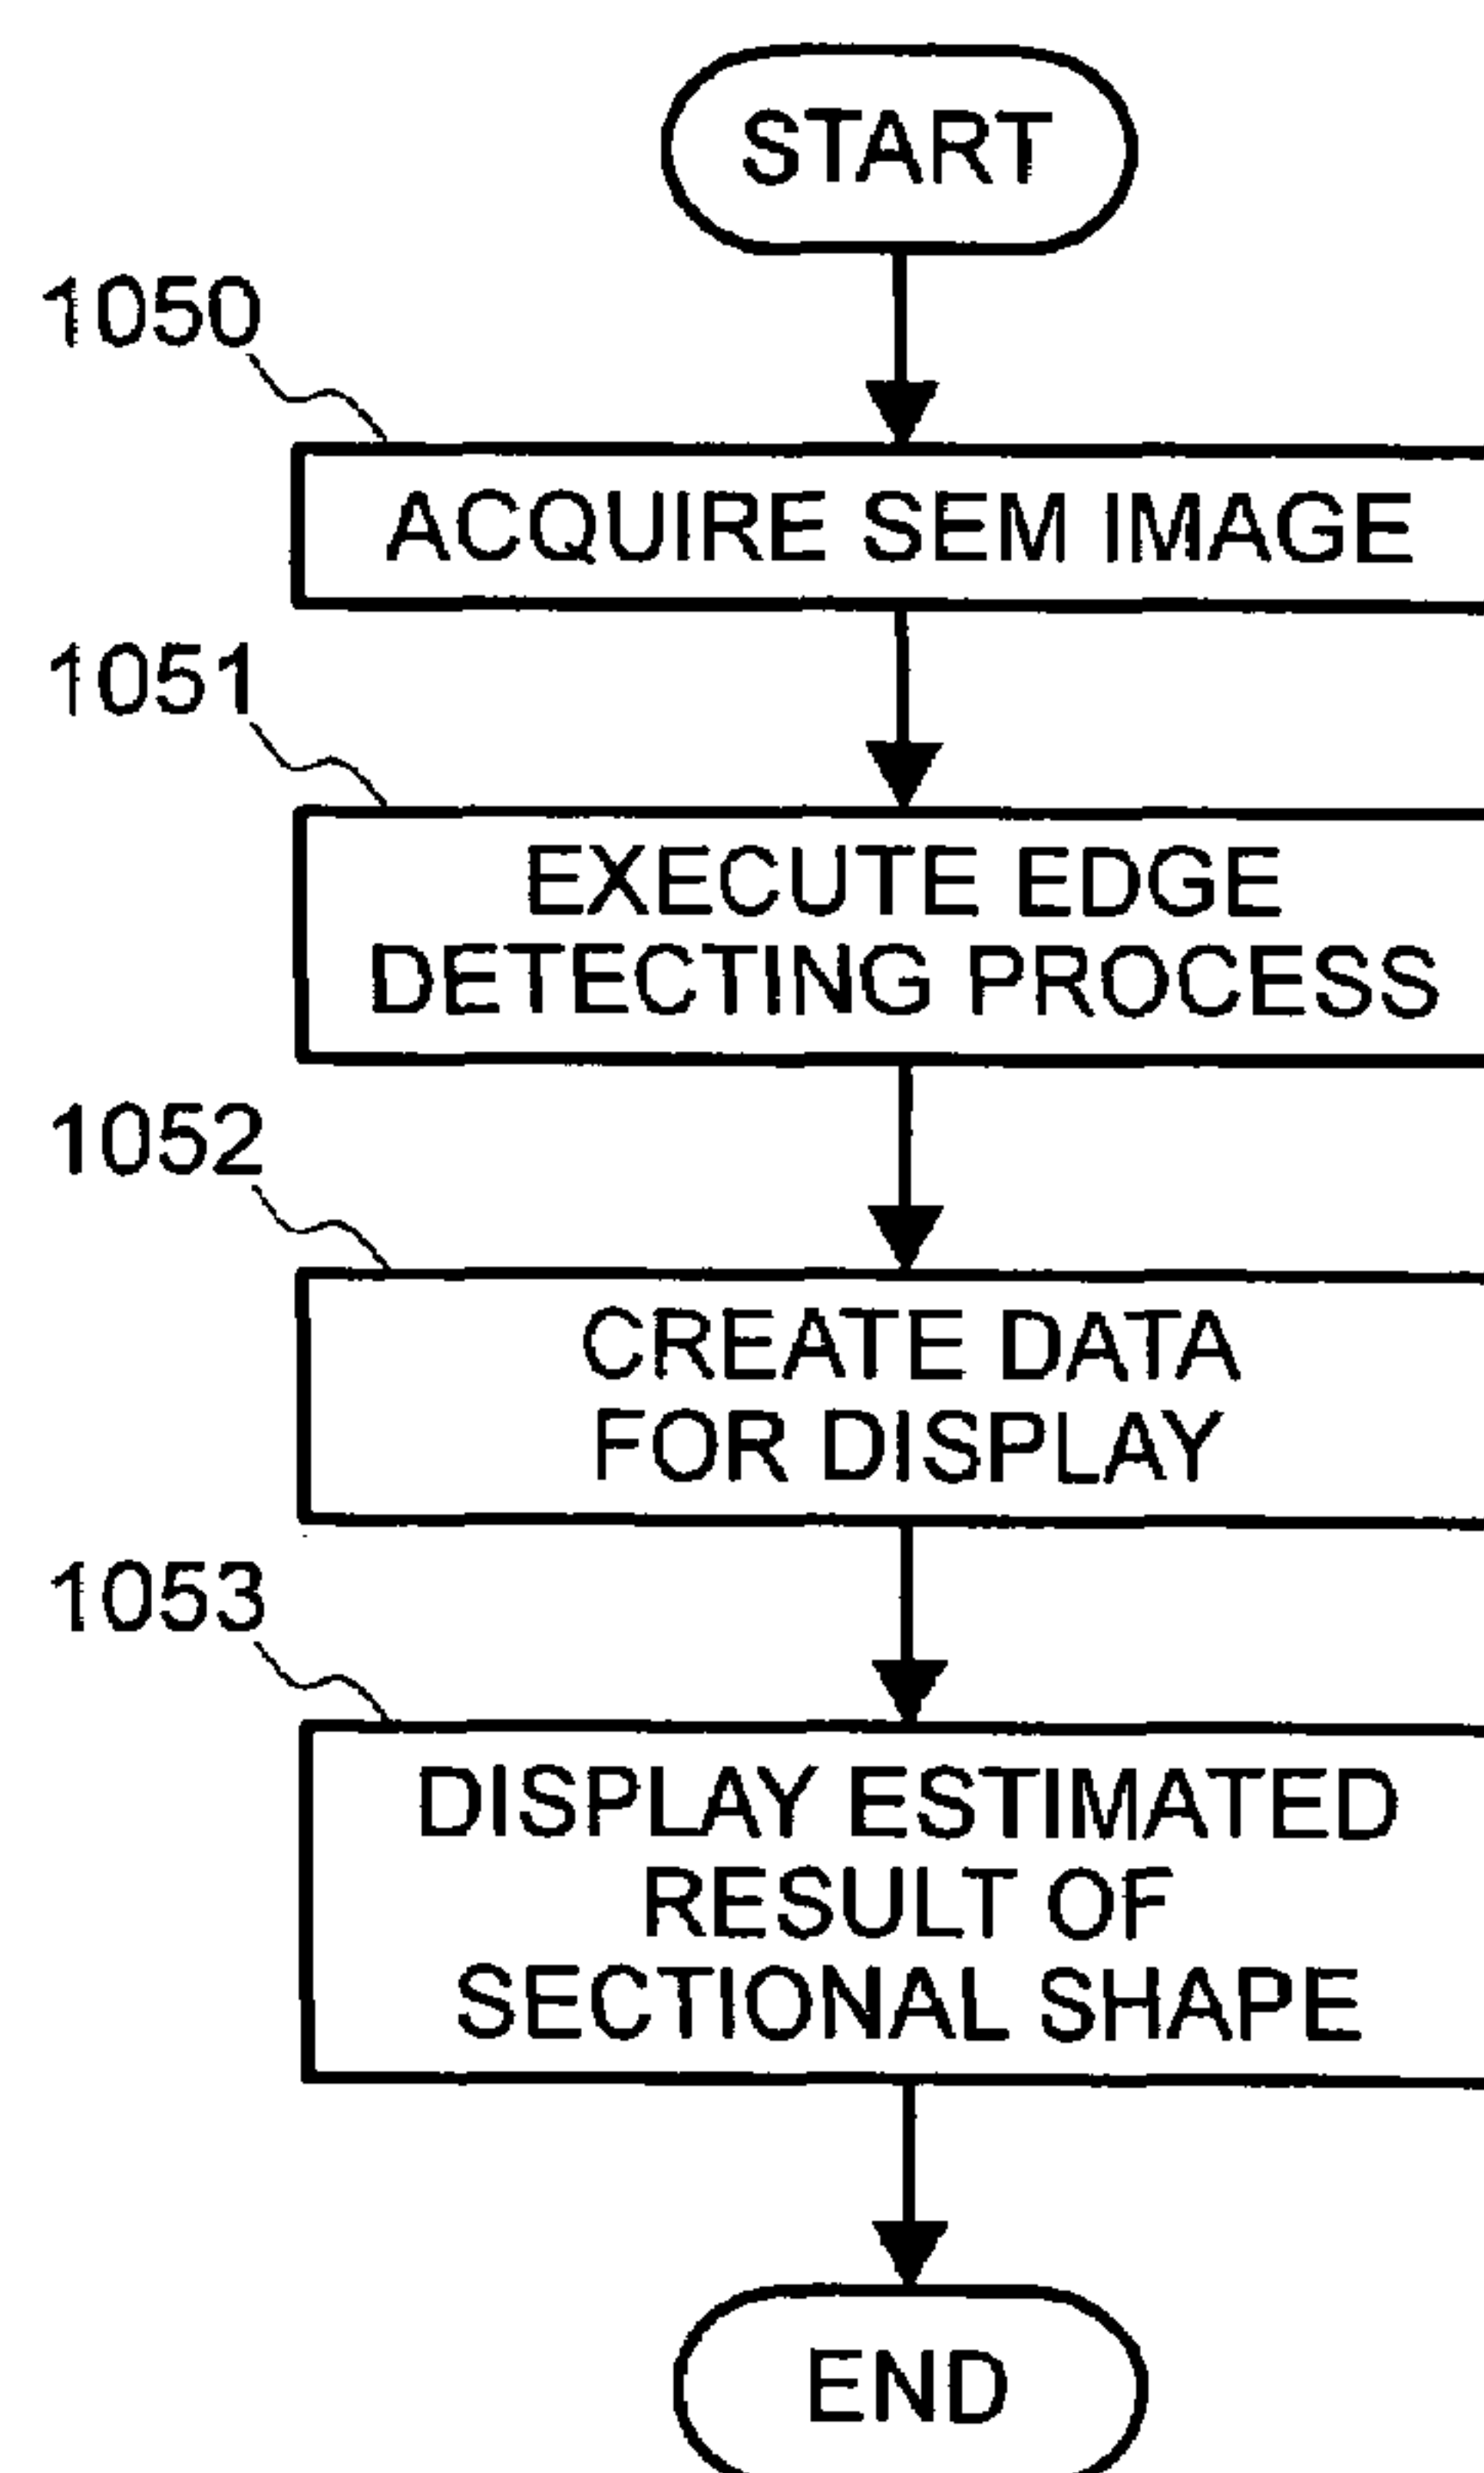 START
1050
ACQUIRE SEM IMAGE
1051
EXECUTE EDGE
DETECTING PROCESS
1052
CREATE DATA
FOR DISPLAY
1053
DISPLAY ESTIMATED
RESULT OF
SECTIONAL SHAPE
END